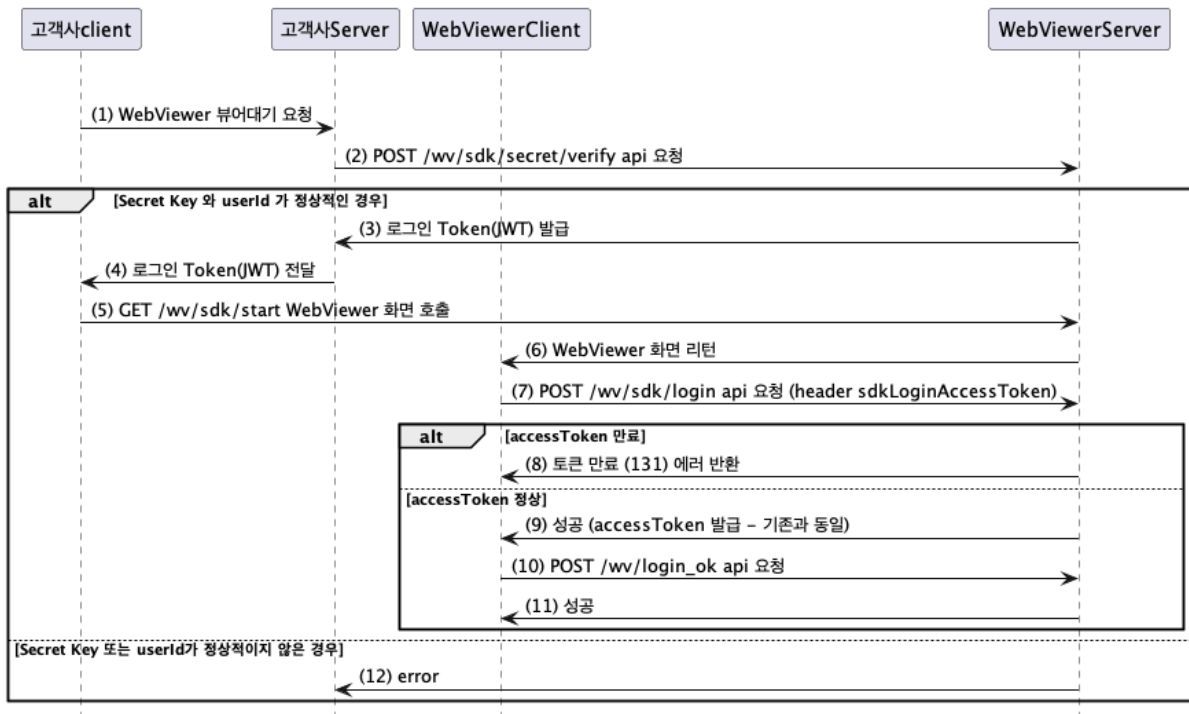 고객사client 고객사Server WebViewerClient WebViewerServer
(1) WebViewer 뷰어대기 요청
(2) POST /wv/sdk/secret/verify api 요청
alt [Secret Key 와 userId 가 정상적인 경우]
(3) 로그인 Token(JWT) 발급
(4) 로그인 Token(JWT) 전달
(5) GET /wv/sdk/start WebViewer 화면 호출
(6) WebViewer 화면 리턴
(7) POST /wv/sdk/login api 요청 (header sdkLoginAccessToken)
alt [accessToken 만료]
(8) 토큰 만료 (131) 에러 반환
[accessToken 정상]
(9) 성공 (accessToken 발급 – 기존과 동일)
(10) POST /wv/login_ok api 요청
(11) 성공
[Secret Key 또는 userId가 정상적이지 않은 경우]
(12) error